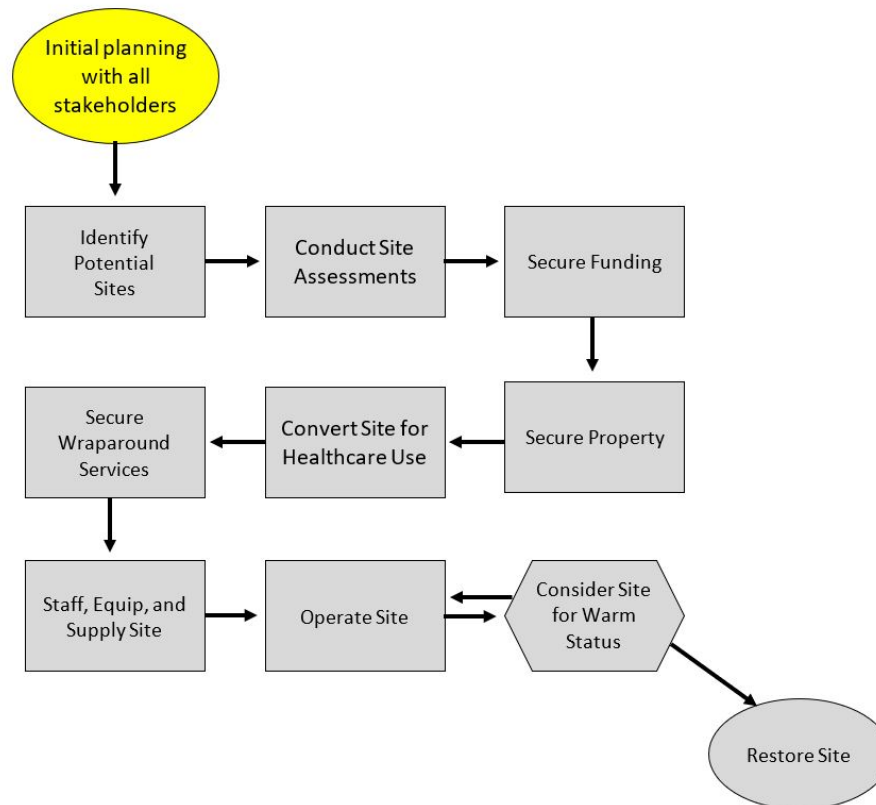 Initial planning
with all
stakeholders
Identify
Potential
Sites
Conduct Site
Assessments
Secure Funding
Secure Property
Convert Site for
Healthcare Use
Secure
Wraparound
Services
Staff, Equip, and
Supply Site
Operate Site
Consider Site
for Warm
Status
Restore Site